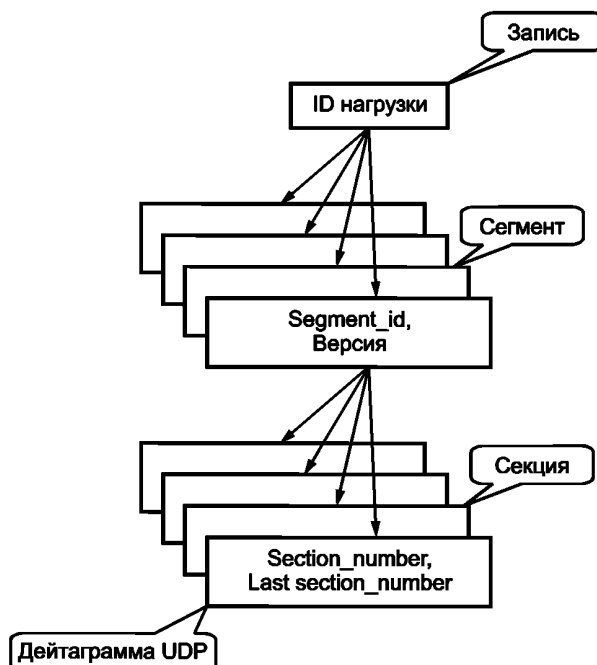 Запись
ID нагрузки
Сегмент
Segment_id,
Версия
Секция
Section_number,
Last section_number
Дейтаграмма UDP